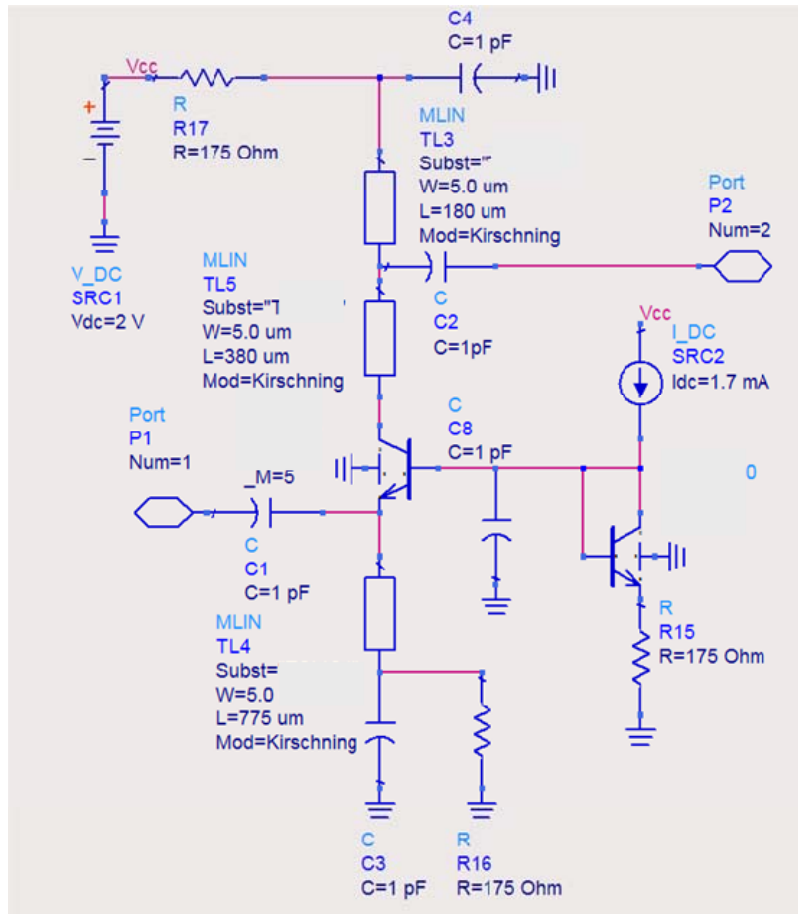 C4
C=1 pF
Vcc
+
R
R17
R=175 Ohm
−
V_DC
SRC1
Vdc=2 V
MLIN
TL3
Subst="
W=5.0 um
L=180 um
Mod=Kirschning
Port
P2
Num=2
MLIN
TL5
Subst="
W=5.0 um
L=380 um
Mod=Kirschning
C
C2
C=1pF
Vcc
I_DC
SRC2
Idc=1.7 mA
Port
P1
Num=1
C
C8
C=1 pF
0
_M=5
C
C1
C=1 pF
MLIN
TL4
Subst=
W=5.0
L=775 um
Mod=Kirschning
R
R15
R=175 Ohm
C
C3
C=1 pF
R
R16
R=175 Ohm